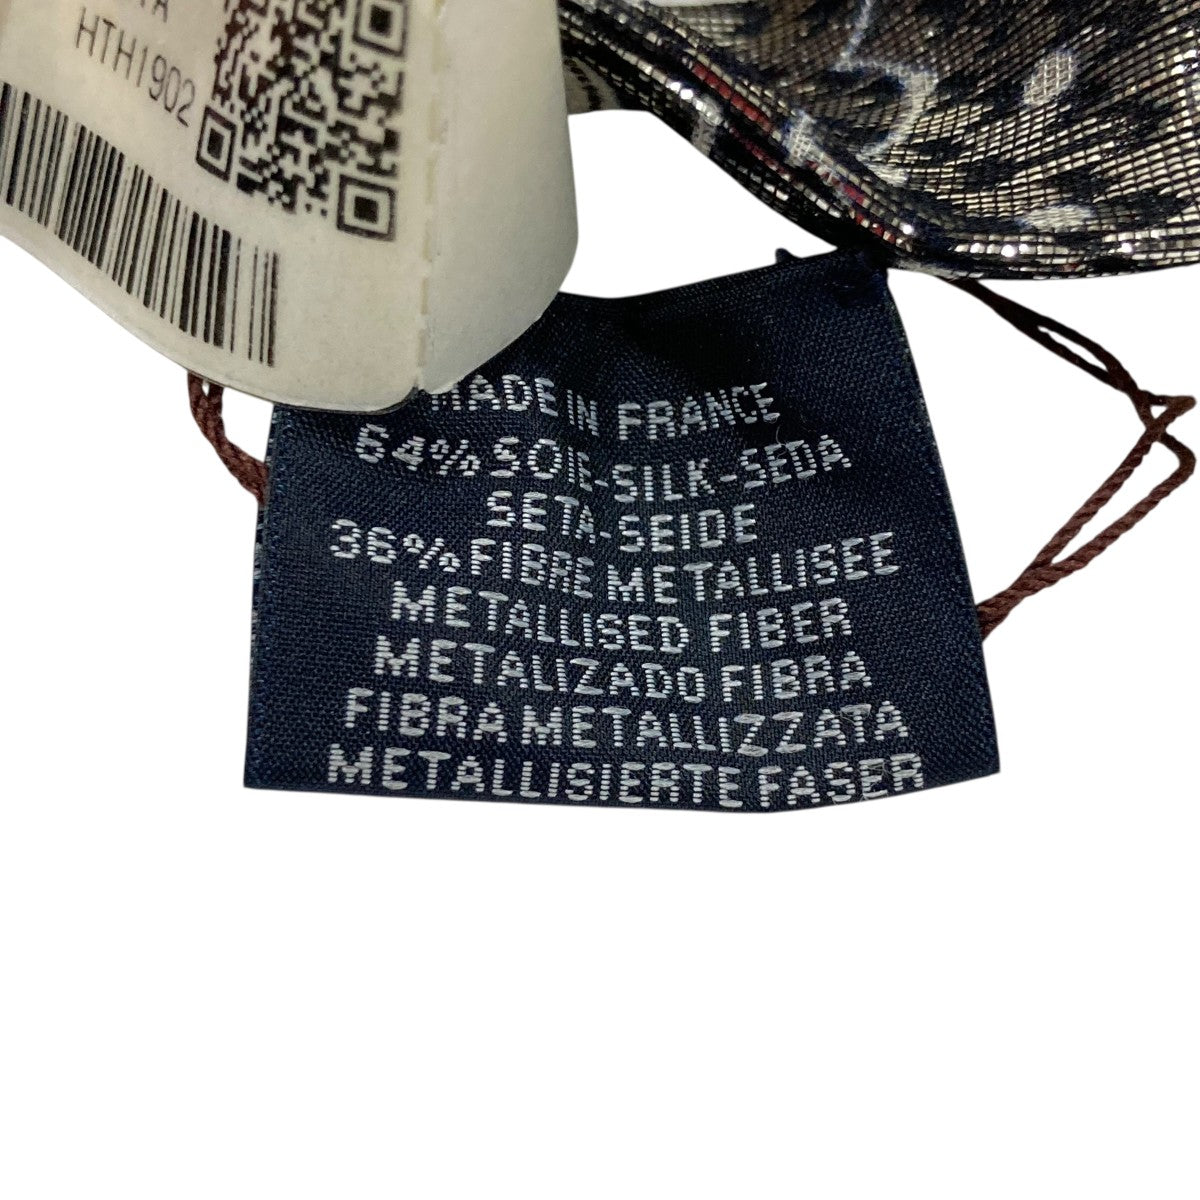 HTH1902
MADE IN FRANCE
64% SOIE-SILK-SEDA
SETA-SEIDE
36% FIBRE METALLISEE
METALLISED FIBER
METALIZADO FIBRA
FIBRA METALLIZZATA
METALLISIERTE FASER